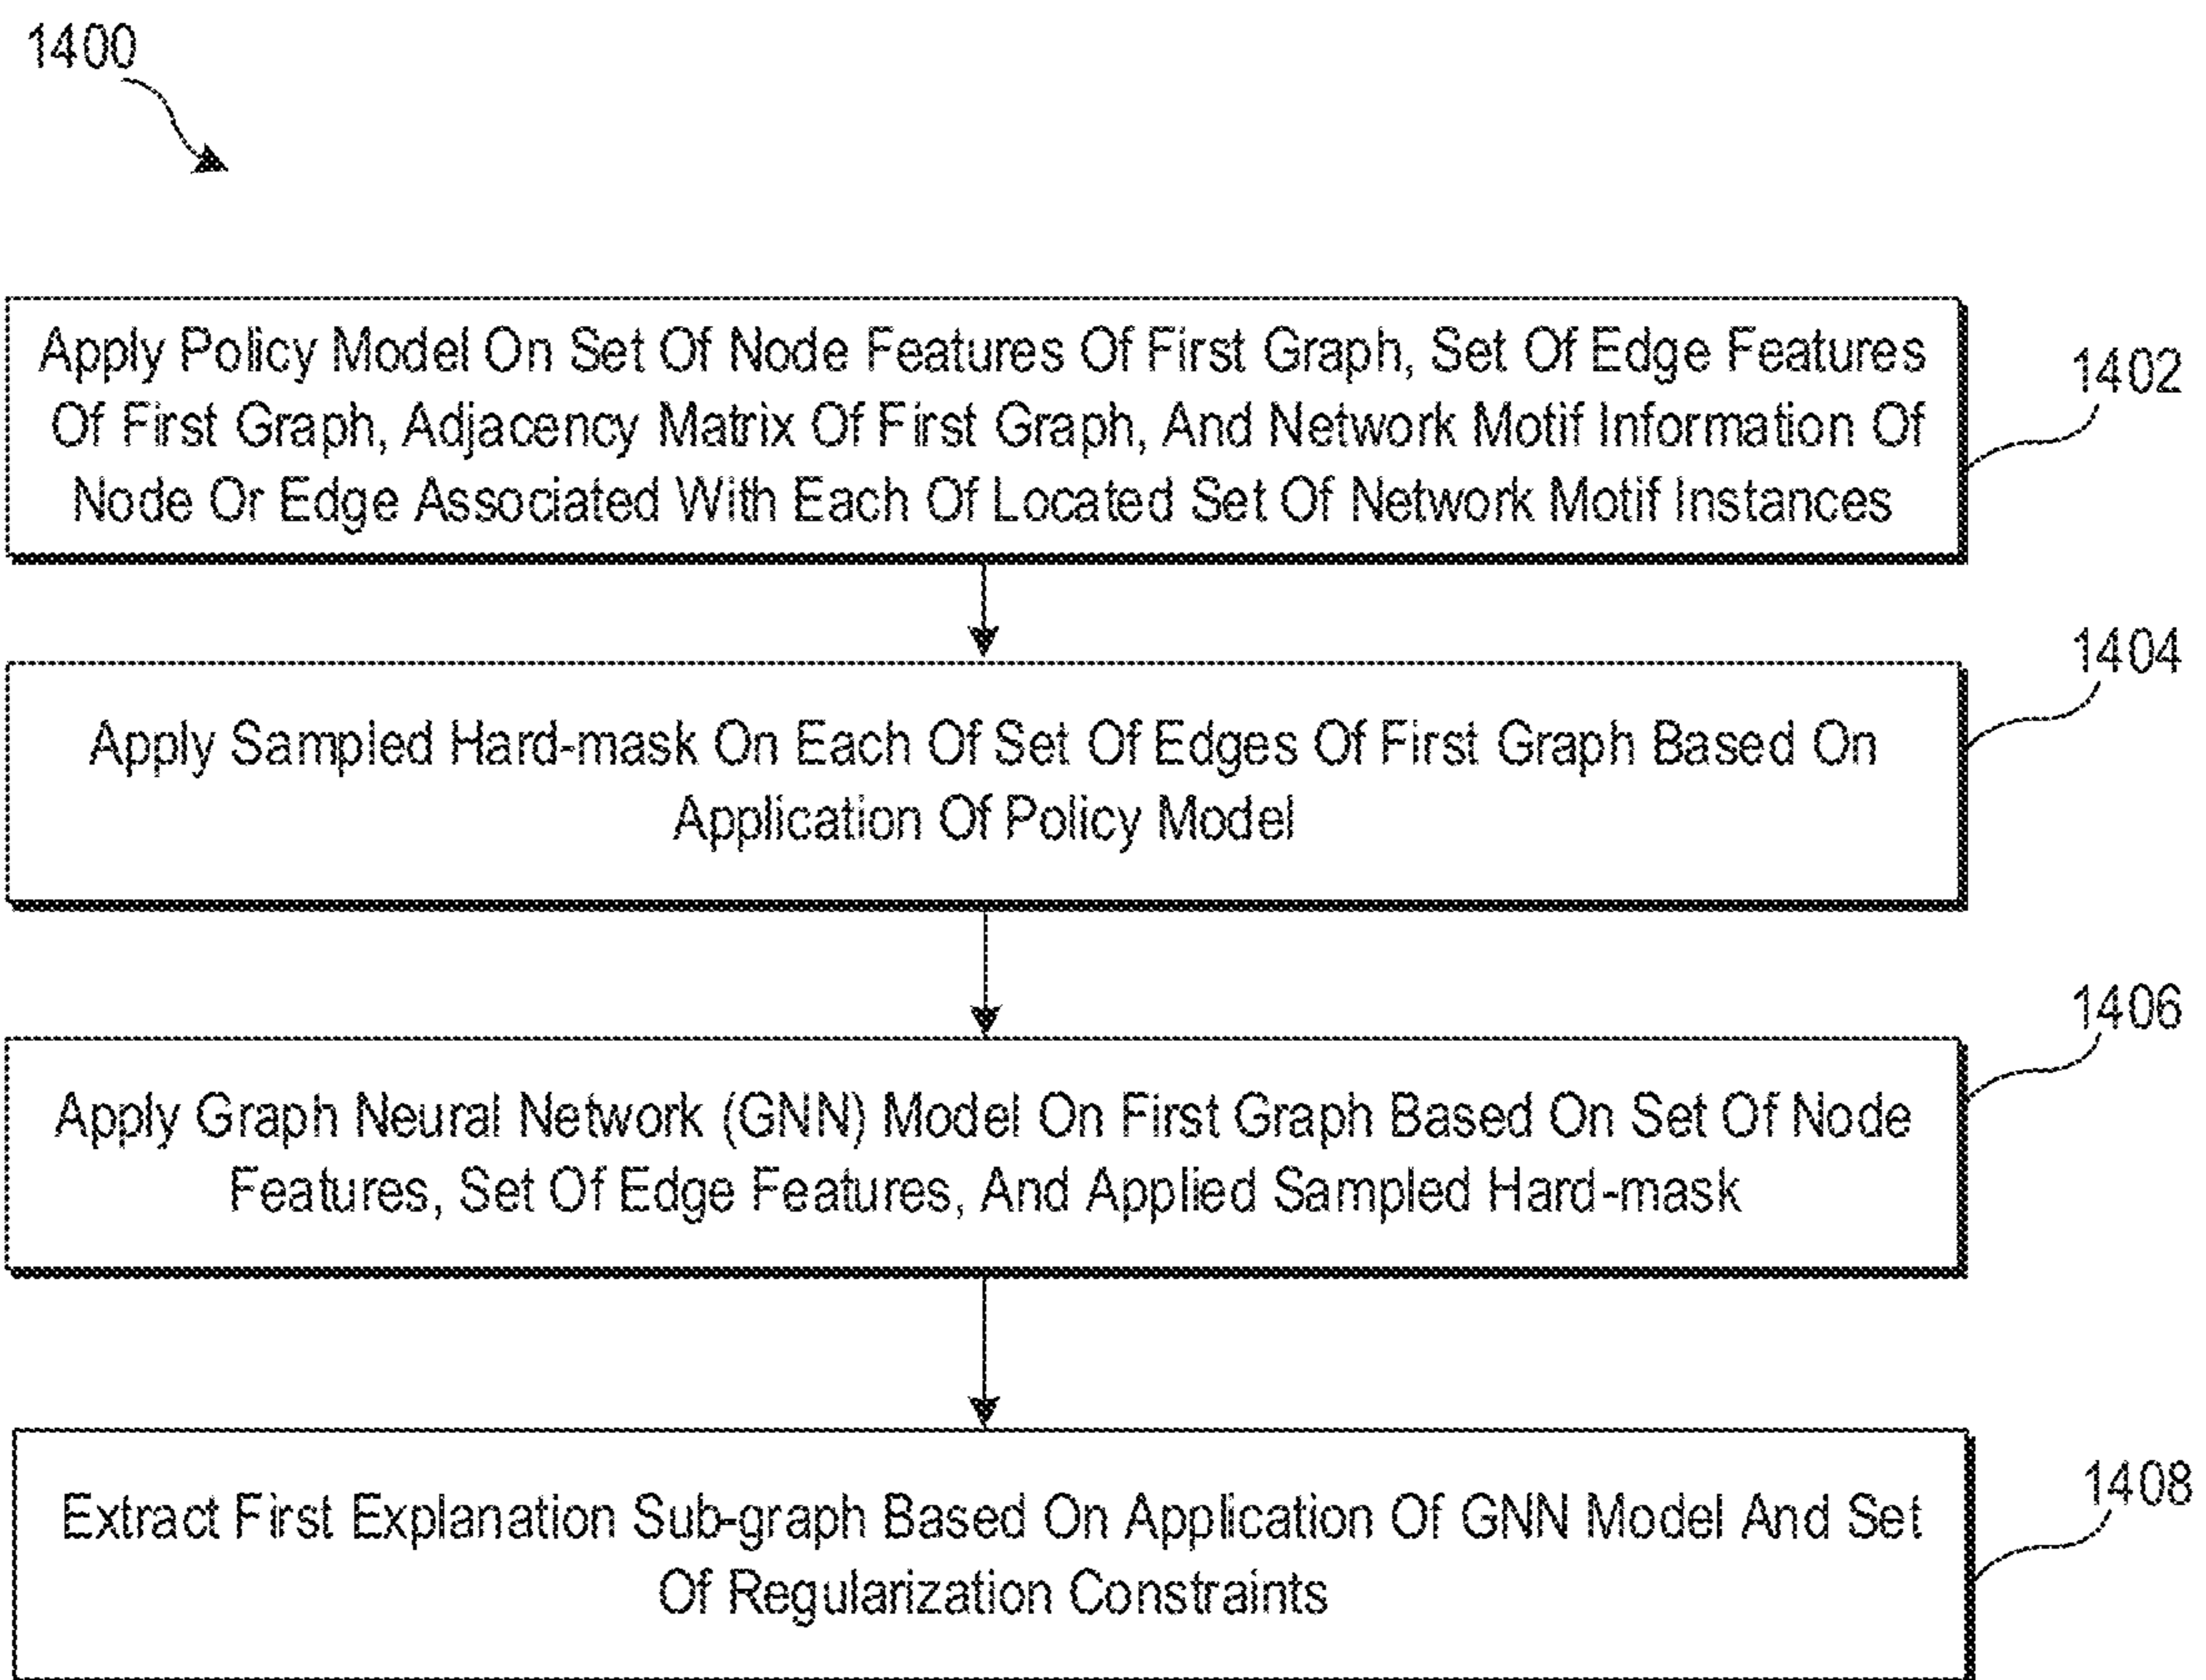 1400
Apply Policy Model On Set Of Node Features Of First Graph, Set Of Edge Features
Of First Graph, Adjacency Matrix Of First Graph, And Network Motif Information Of
Node Or Edge Associated With Each Of Located Set Of Network Motif Instances
1402
Apply Sampled Hard-mask On Each Of Set Of Edges Of First Graph Based On
Application Of Policy Model
1404
Apply Graph Neural Network (GNN) Model On First Graph Based On Set Of Node
Features, Set Of Edge Features, And Applied Sampled Hard-mask
1406
Extract First Explanation Sub-graph Based On Application Of GNN Model And Set
Of Regularization Constraints
1408